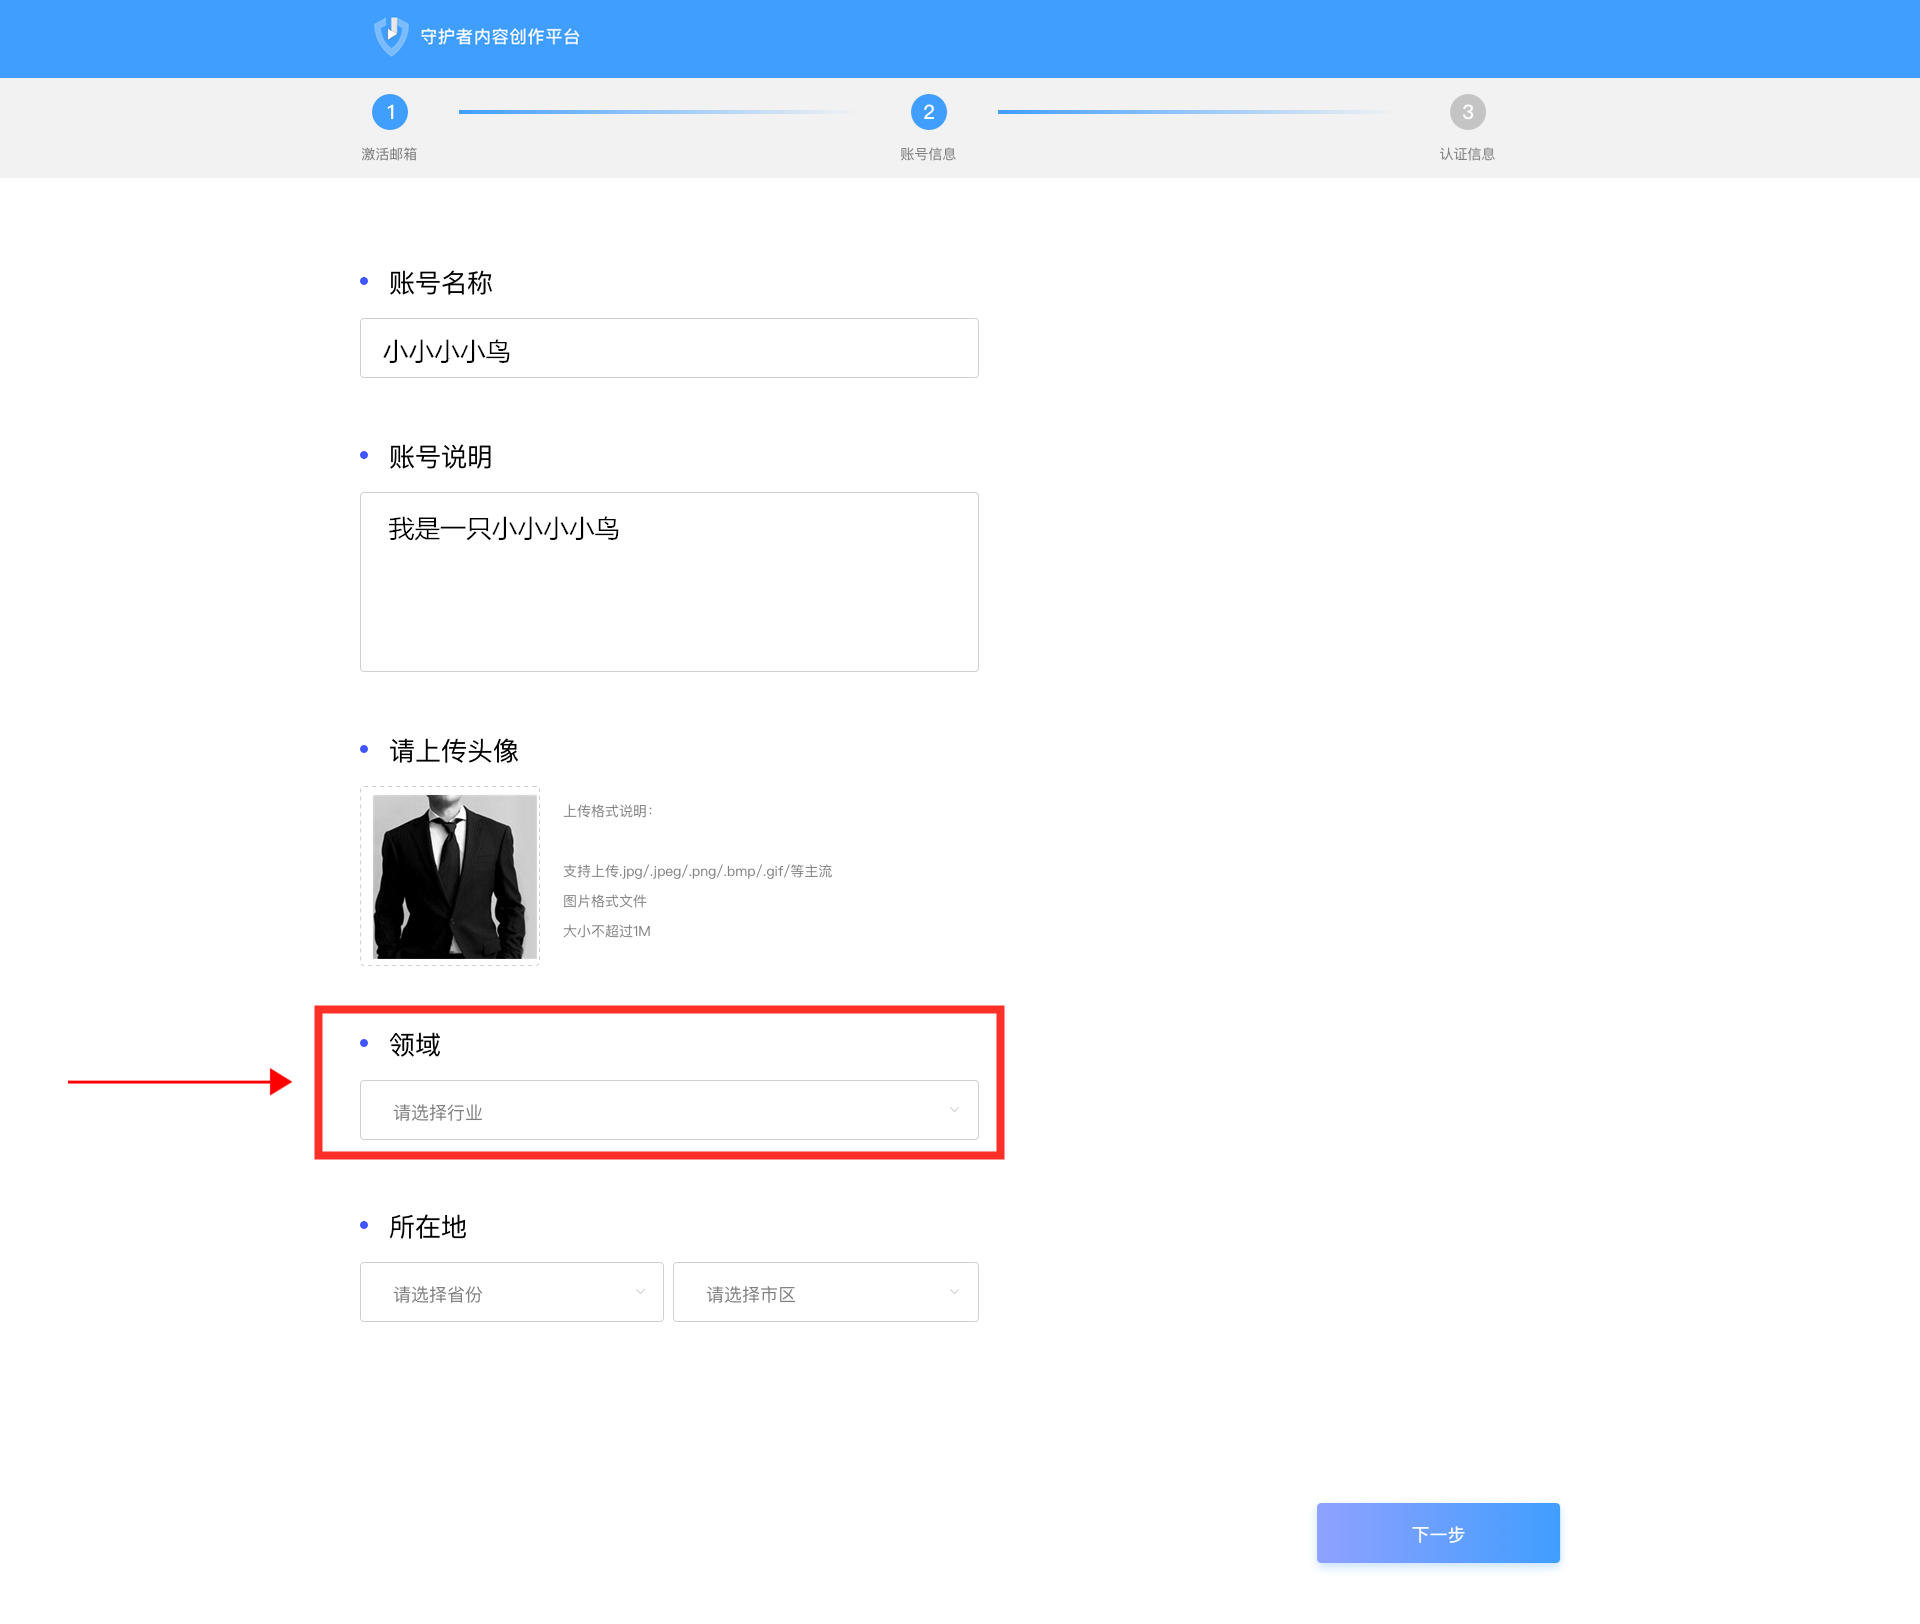 守护者内容创作平台
1
2
3
激活邮箱
账号信息
认证信息
账号名称
小小小小鸟
账号说明
我是一只小小小小鸟
请上传头像
上传格式说明:
支持上传.jpg/.jpeg/.png/.bmp/.gif/等主流
图片格式文件
大小不超过1M
领域
请选择行业
所在地
请选择省份
请选择市区
下一步